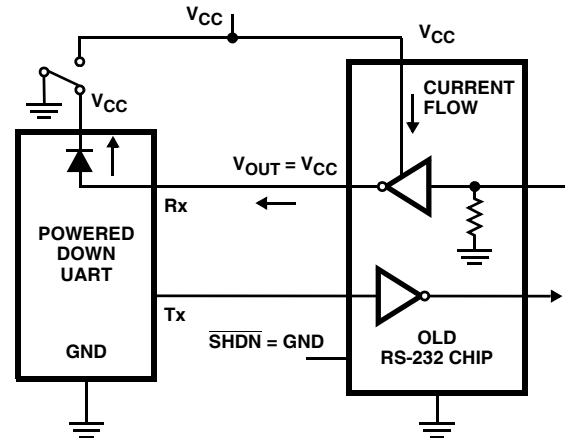 VCC
VCC
VCC
CURRENT
FLOW
VOUT = VCC
Rx
POWERED
DOWN
UART
Tx
GND
SHDN = GND
OLD
RS-232 CHIP